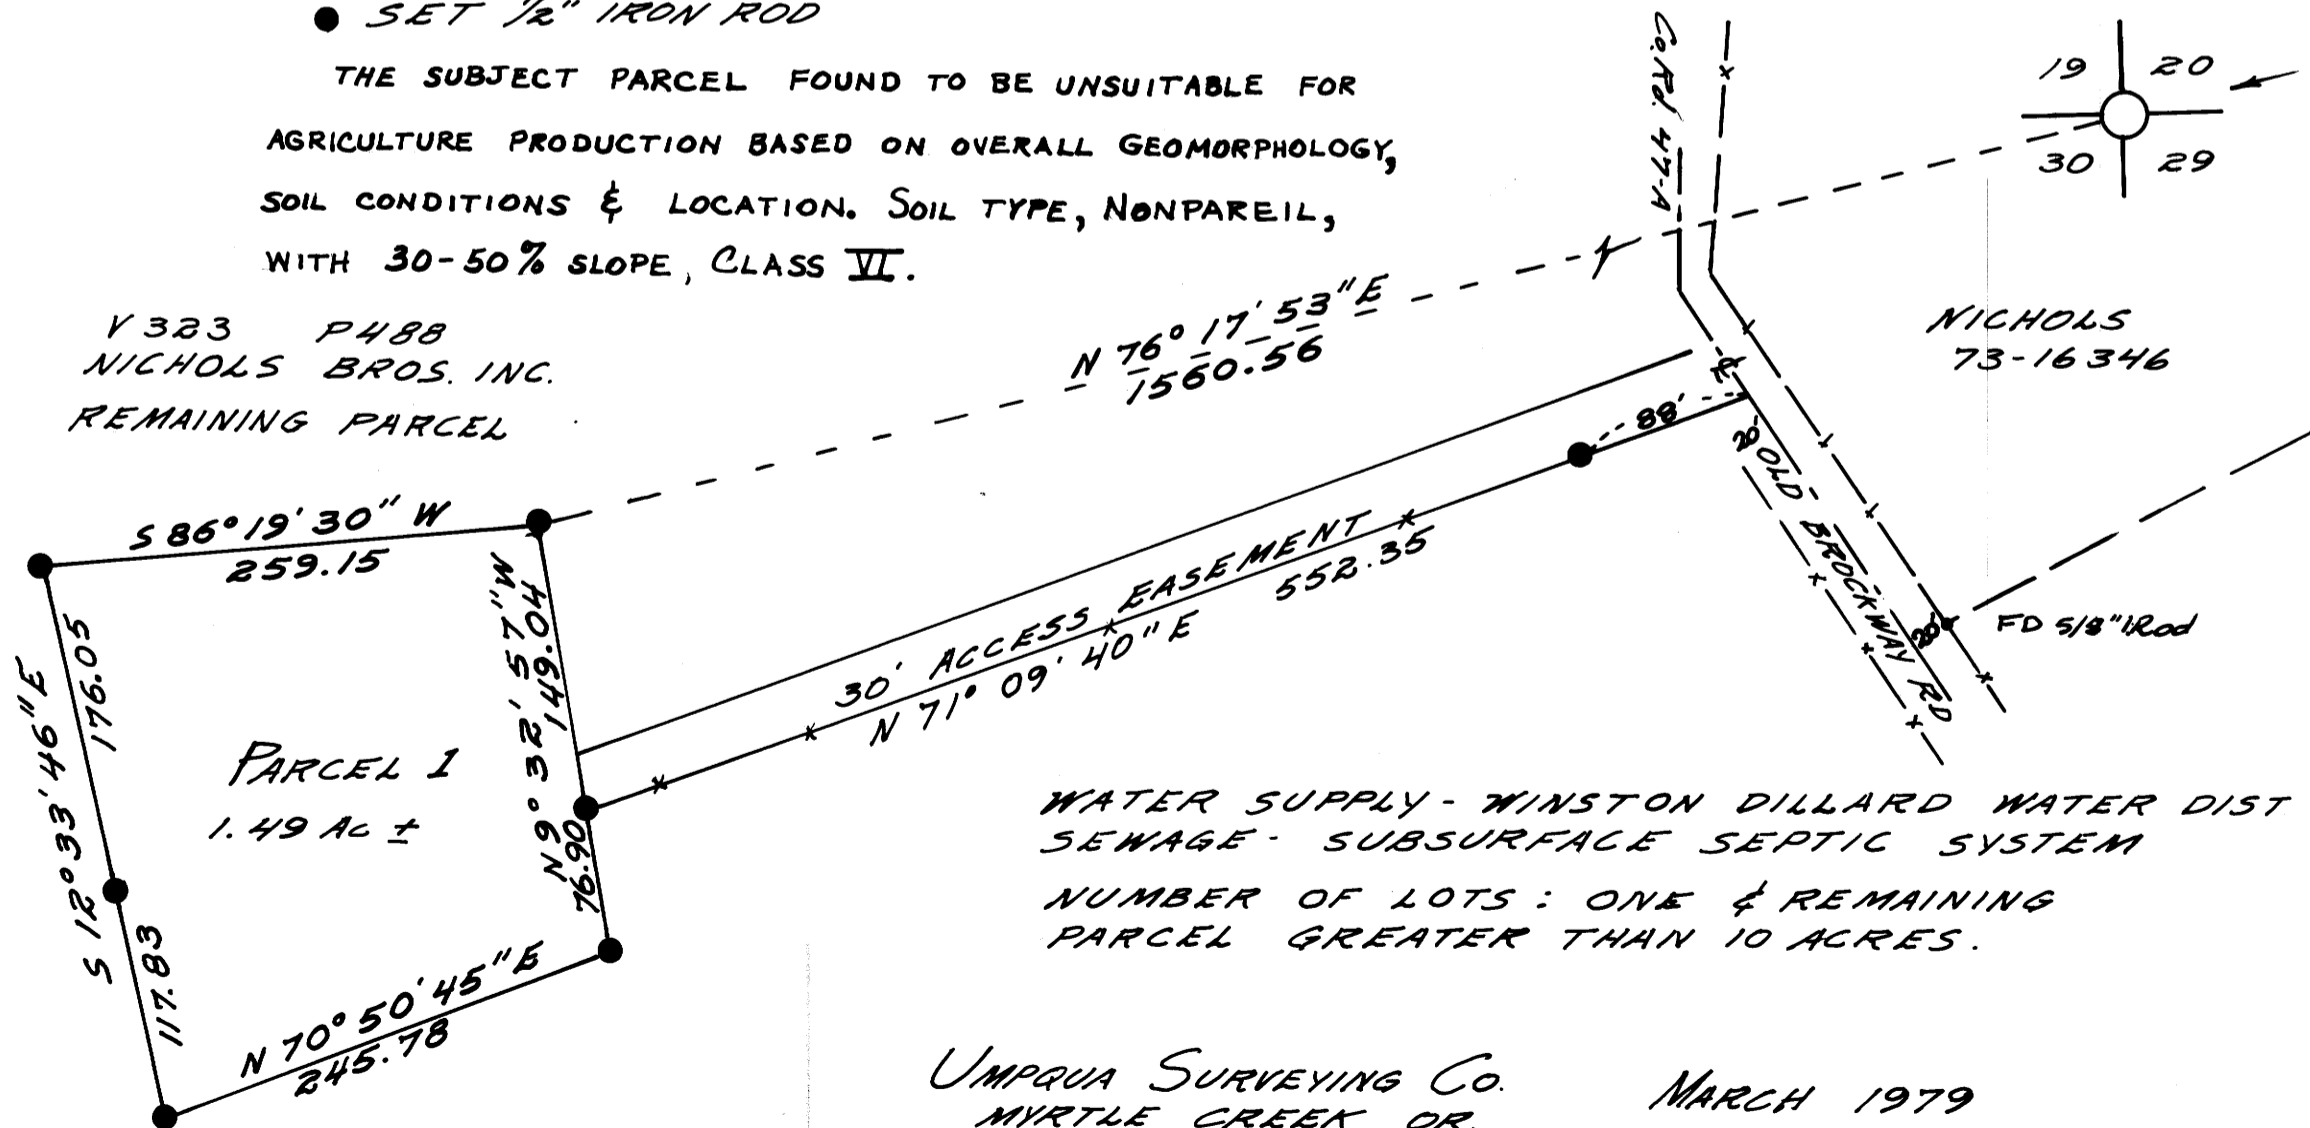 SET 1/2" IRON ROD
THE SUBJECT PARCEL FOUND TO BE UNSUITABLE FOR
AGRICULTURE PRODUCTION BASED ON OVERALL GEOMORPHOLOGY,
SOIL CONDITIONS & LOCATION. SOIL TYPE, NONPAREIL,
WITH 30-50% SLOPE, CLASS VI.
Co. Rd. 47-A
19 20
30 29
V 323 P488
NICHOLS BROS. INC.
REMAINING PARCEL
N 76° 17' 53" E
1560.56
NICHOLS
73-16346
88'
20
OLD BROCKWAY RD
20
FD 5/8" I.Rod
S 86° 19' 30" W
259.15
30' ACCESS EASEMENT
N 71° 09' 40" E 552.35
N 9° 32' 57" W
149.04
76.90
S 12° 33' 46" E
176.05
117.83
PARCEL 1
1.49 Ac ±
N 70° 50' 45" E
245.78
WATER SUPPLY - WINSTON DILLARD WATER DIST
SEWAGE - SUBSURFACE SEPTIC SYSTEM
NUMBER OF LOTS : ONE & REMAINING
PARCEL GREATER THAN 10 ACRES.
UMPQUA SURVEYING CO.
MYRTLE CREEK OR.
MARCH 1979